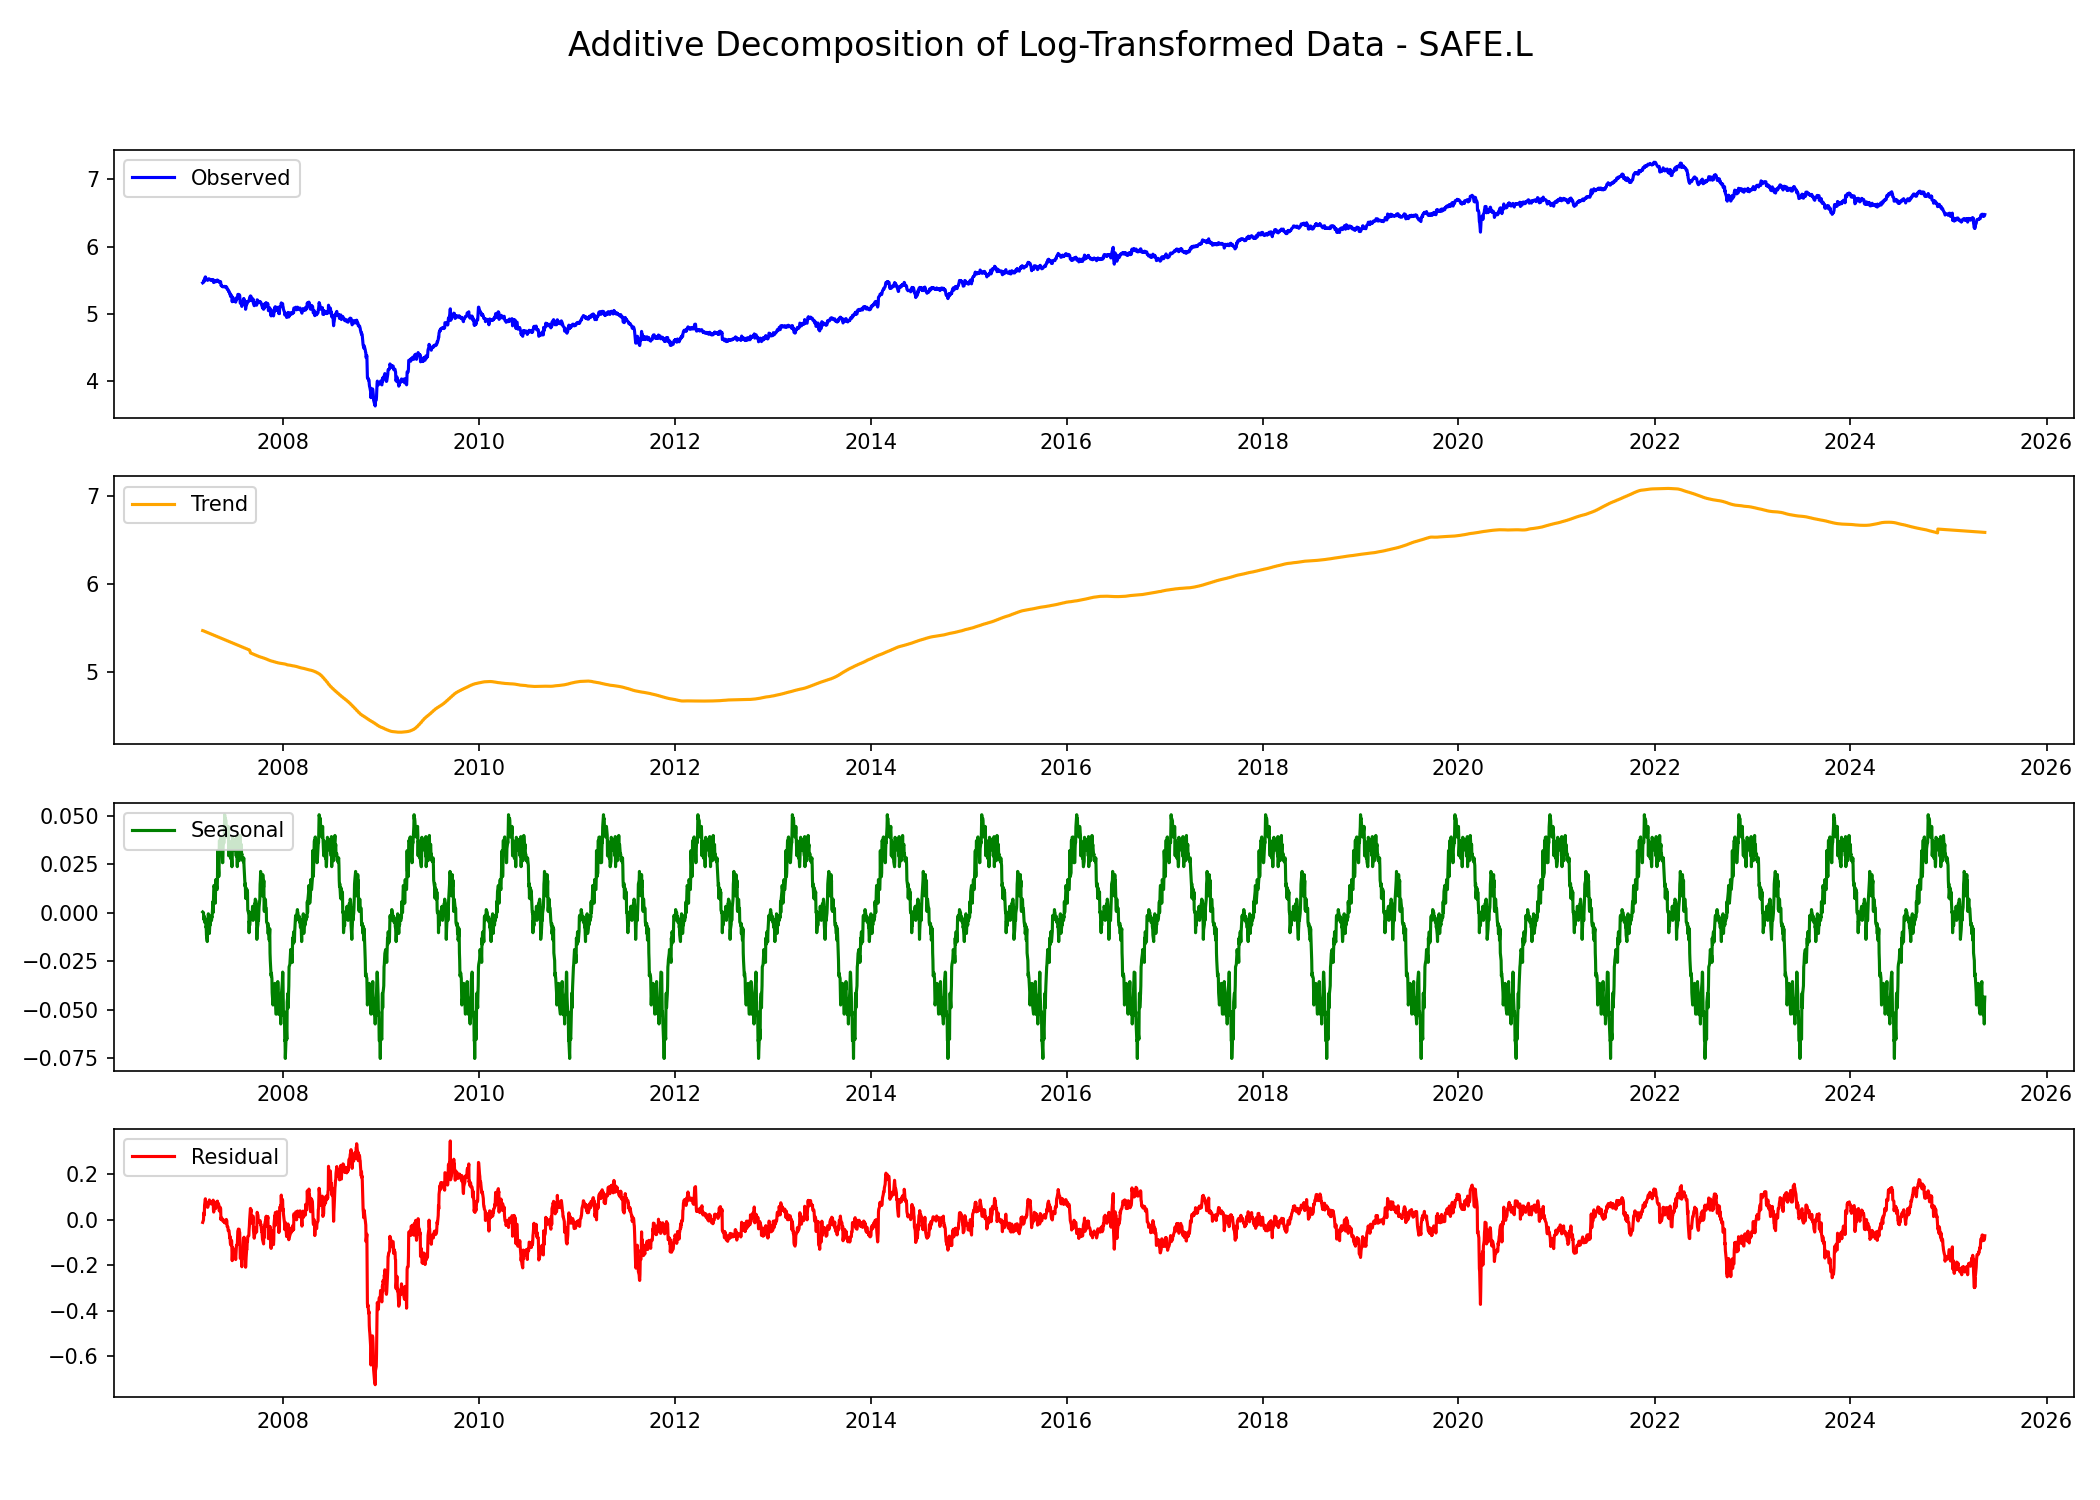 Additive Decomposition of Log-Transformed Data - SAFE.L
Observed
7
6
5
4
2008 2010 2012 2014 2016 2018 2020 2022 2024 2026
Trend
7
6
5
2008 2010 2012 2014 2016 2018 2020 2022 2024 2026
Seasonal
0.050
0.025
0.000
−0.025
−0.050
−0.075
2008 2010 2012 2014 2016 2018 2020 2022 2024 2026
Residual
0.2
0.0
−0.2
−0.4
−0.6
2008 2010 2012 2014 2016 2018 2020 2022 2024 2026